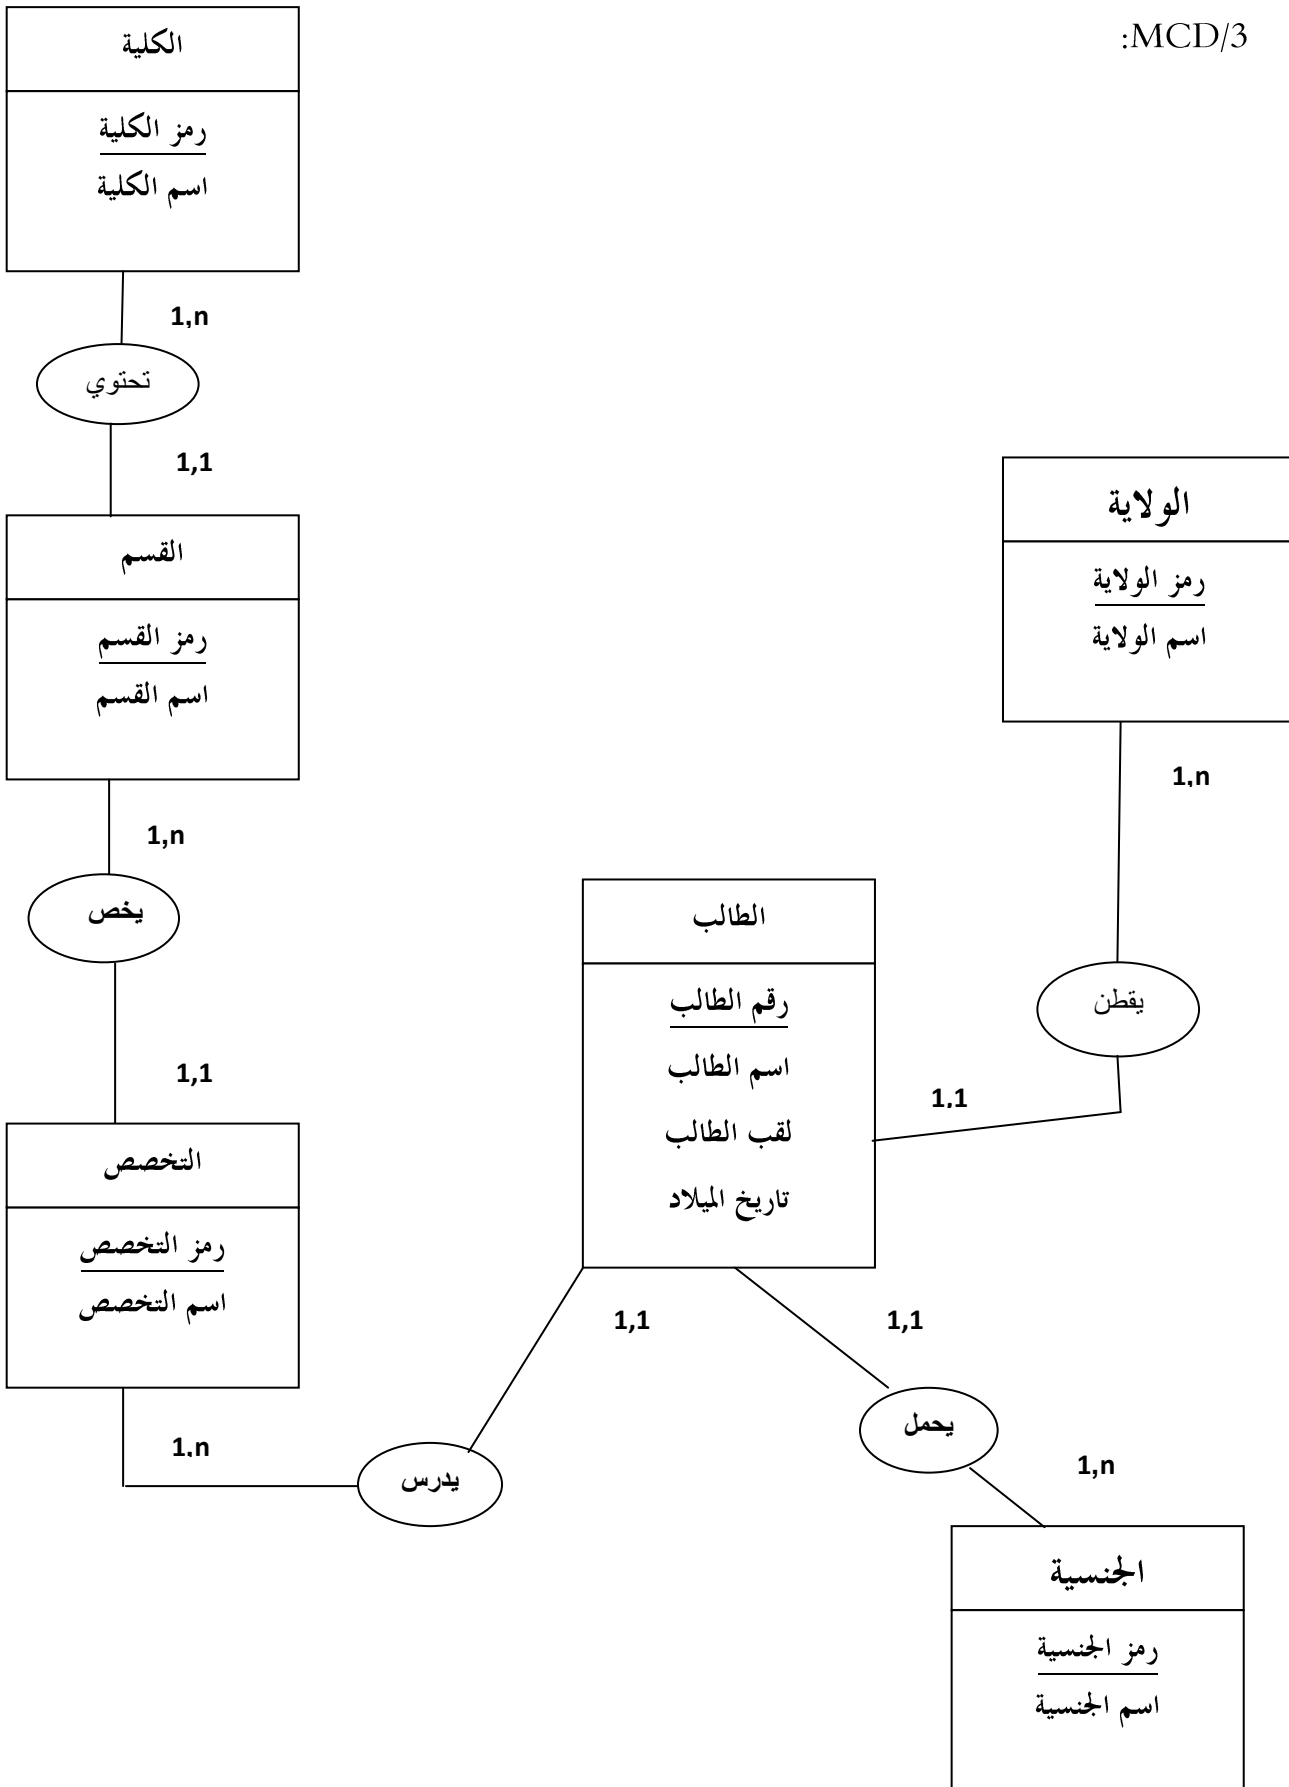 :MCD/3
الكلية
رمز الكلية
اسم الكلية
1,n
تحتوي
1,1
القسم
رمز القسم
اسم القسم
1,n
يخص
1,1
التخصص
رمز التخصص
اسم التخصص
1,n
يدرس
1,1
الطالب
رقم الطالب
اسم الطالب
لقب الطالب
تاريخ الميلاد
1,1
يقطن
1,n
الولاية
رمز الولاية
اسم الولاية
1,1
يحمل
1,n
الجنسية
رمز الجنسية
اسم الجنسية